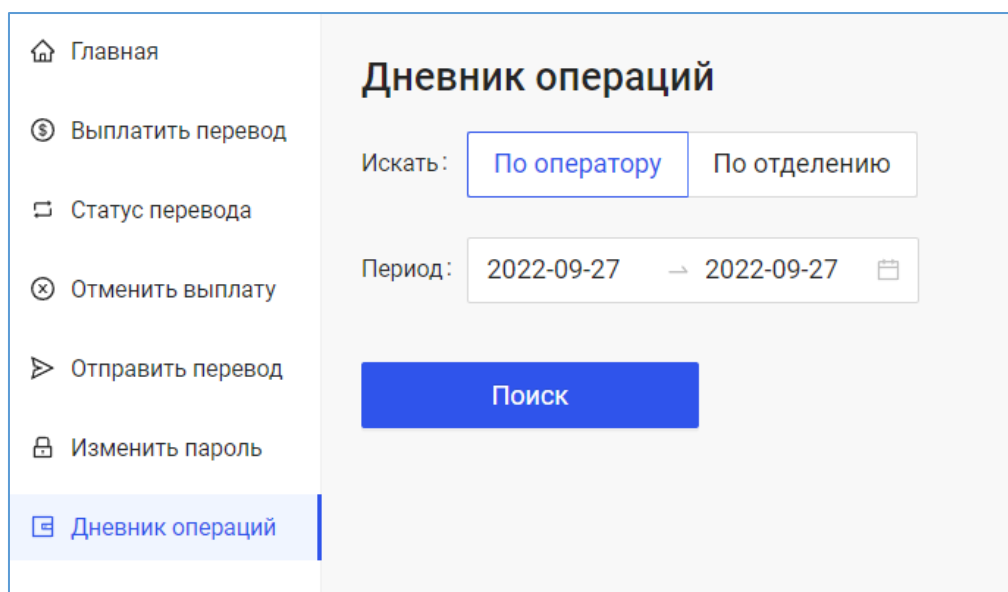 Главная
Выплатить перевод
Статус перевода
Отменить выплату
Отправить перевод
Изменить пароль
Дневник операций
Дневник операций
Искать: По оператору По отделению
Период: 2022-09-27 → 2022-09-27
Поиск